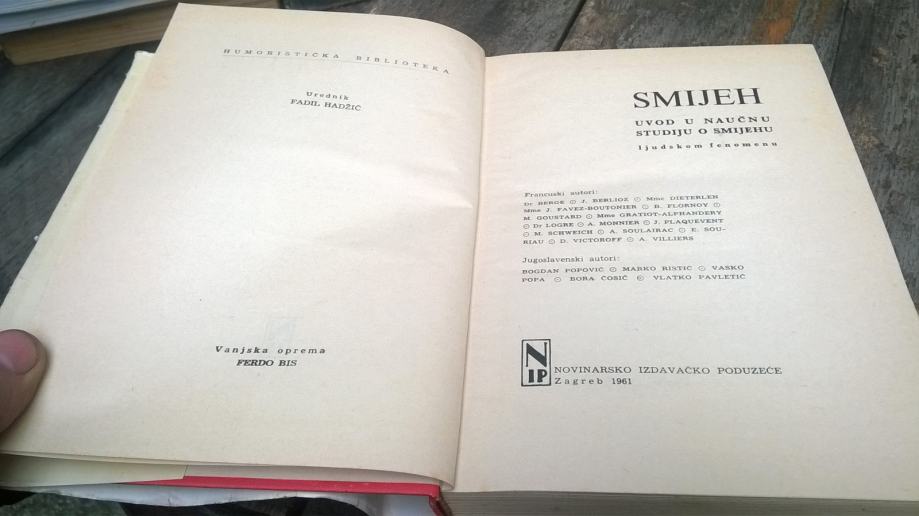 HUMORISTIČKA BIBLIOTEKA
Urednik
FADIL HADŽIĆ
Vanjska oprema
FERDO BIS
SMIJEH
UVOD U NAUČNU
STUDIJU O SMIJEHU
ljudskom fenomenu
Francuski autori:
Dr BERGE ⊙ J. BERLIOZ ⊙ Mme DIETERLEN
Mme J. FAVEZ-BOUTONIER ⊙ B. FLORNOY ⊙
M. GOUSTARD ⊙ Mme GRATIOT-ALPHANDERY
⊙ Dr LOGRE ⊙ A. MONNIER ⊙ J. PLAQUEVENT
⊙ M. SCHWEICH ⊙ A. SOULAIRAC ⊙ E. SOU-
RIAU ⊙ D. VICTOROFF ⊙ A. VILLIERS
Jugoslavenski autori:
BOGDAN POPOVIĆ ⊙ MARKO RISTIĆ ⊙ VASKO
POPA ⊙ BORA ĆOSIĆ ⊙ VLATKO PAVLETIĆ
NIP
NOVINARSKO IZDAVAČKO PODUZEĆE
Zagreb 1961